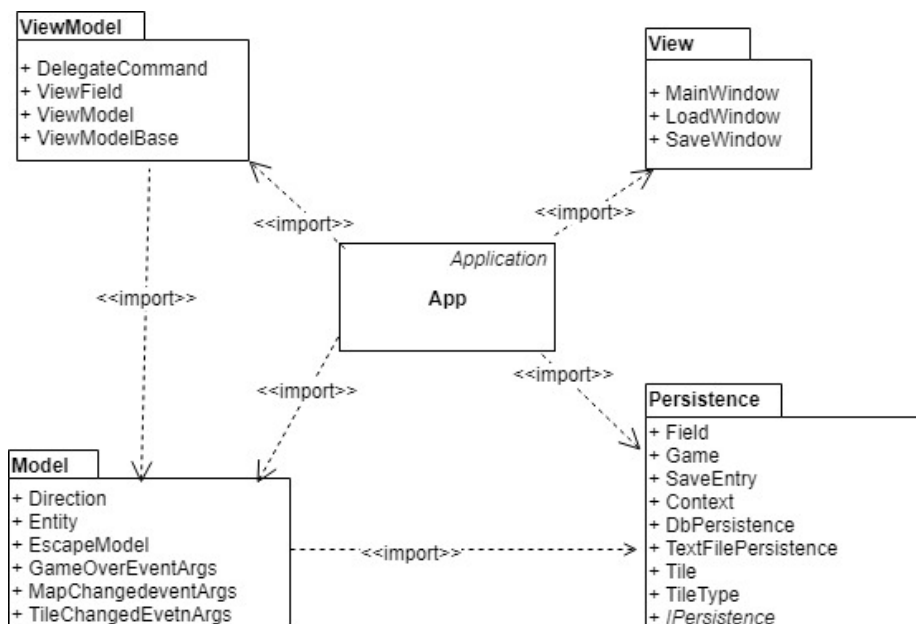 ViewModel
+ DelegateCommand
+ ViewField
+ ViewModel
+ ViewModelBase
View
+ MainWindow
+ LoadWindow
+ SaveWindow
<<import>>
<<import>>
Application
App
<<import>>
<<import>>
<<import>>
Persistence
+ Field
+ Game
+ SaveEntry
+ Context
+ DbPersistence
+ TextFilePersistence
+ Tile
+ TileType
+ IPersistence
Model
+ Direction
+ Entity
+ EscapeModel
+ GameOverEventArgs
+ MapChangedeventArgs
+ TileChangedEvetnArgs
<<import>>